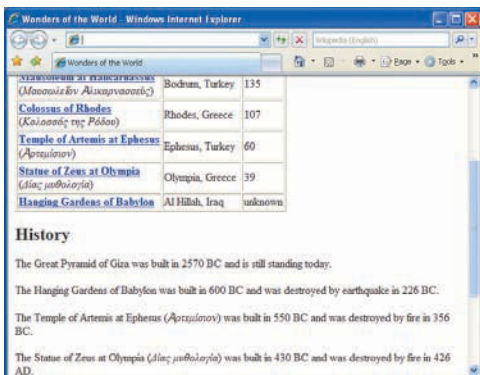 Wonders of the World - Windows Internet Explorer
Wikipedia (English)
Wonders of the World
Page
Tools
Mausoleum at Halicarnassus
(Μαυσωλεῖον Ἁλικαρνασσεύς)
Bodrum, Turkey
135
Colossus of Rhodes
(Κολοσσός της Ρόδου)
Rhodes, Greece
107
Temple of Artemis at Ephesus
(Ἀρτεμίσιον)
Ephesus, Turkey
60
Statue of Zeus at Olympia
(Δίας μυθολογία)
Olympia, Greece
39
Hanging Gardens of Babylon
Al Hillah, Iraq
unknown
History
The Great Pyramid of Giza was built in 2570 BC and is still standing today.
The Hanging Gardens of Babylon was built in 600 BC and was destroyed by earthquake in 226 BC.
The Temple of Artemis at Ephesus (Ἀρτεμίσιον) was built in 550 BC and was destroyed by fire in 356
BC.
The Statue of Zeus at Olympia (Δίας μυθολογία) was built in 430 BC and was destroyed by fire in 426
AD.